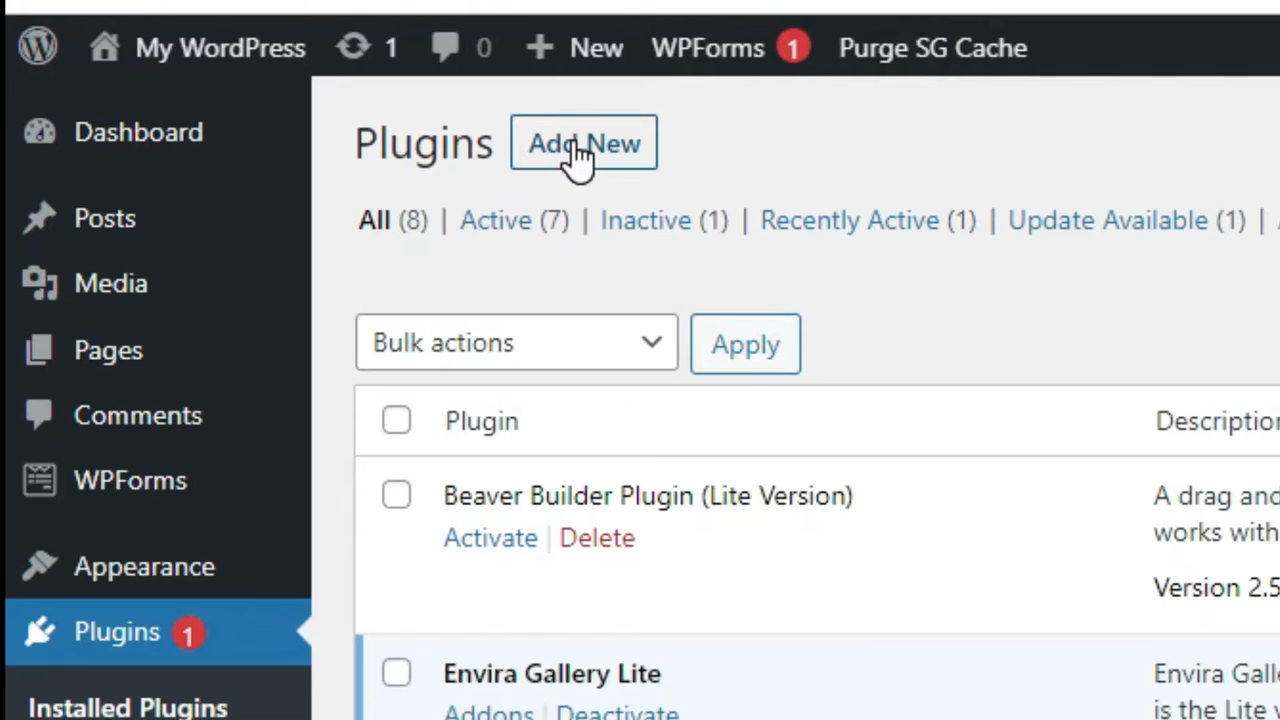 My WordPress 1 0 + New WPForms 1 Purge SG Cache
Dashboard
Posts
Media
Pages
Comments
WPForms
Appearance
Plugins 1
Installed Plugins
Plugins Add New
All (8) | Active (7) | Inactive (1) | Recently Active (1) | Update Available (1) |
Bulk actions Apply
Plugin Description
Beaver Builder Plugin (Lite Version) A drag and
Activate | Delete works with
Version 2.5
Envira Gallery Lite Envira Galle
Addons | Deactivate is the Lite v